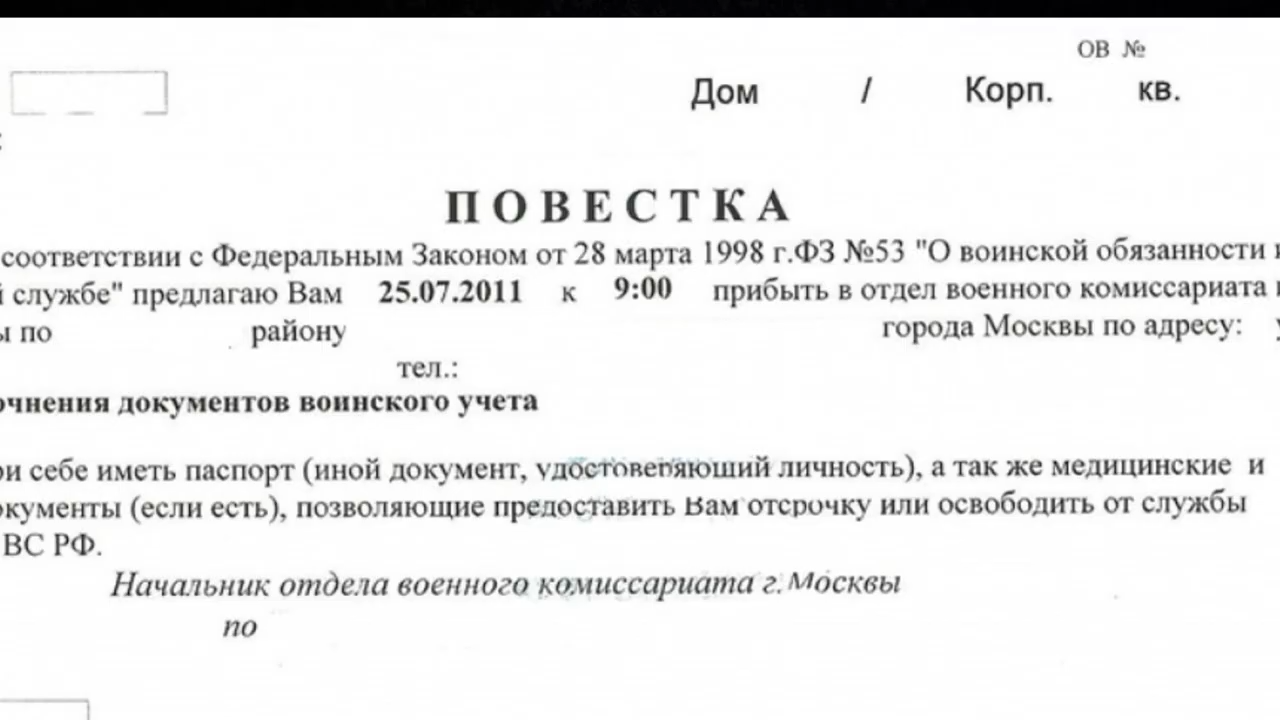 ОВ №
Дом / Корп. кв.
ПОВЕСТКА
соответствии с Федеральным Законом от 28 марта 1998 г.ФЗ №53 "О воинской обязанности и
й службе" предлагаю Вам 25.07.2011 к 9:00 прибыть в отдел военного комиссариата
ы по району города Москвы по адресу: у
тел.:
очнения документов воинского учета
ри себе иметь паспорт (иной документ, удостоверяющий личность), а так же медицинские и
окументы (если есть), позволяющие предоставить Вам отсрочку или освободить от службы
ВС РФ.
Начальник отдела военного комиссариата г.Москвы
по